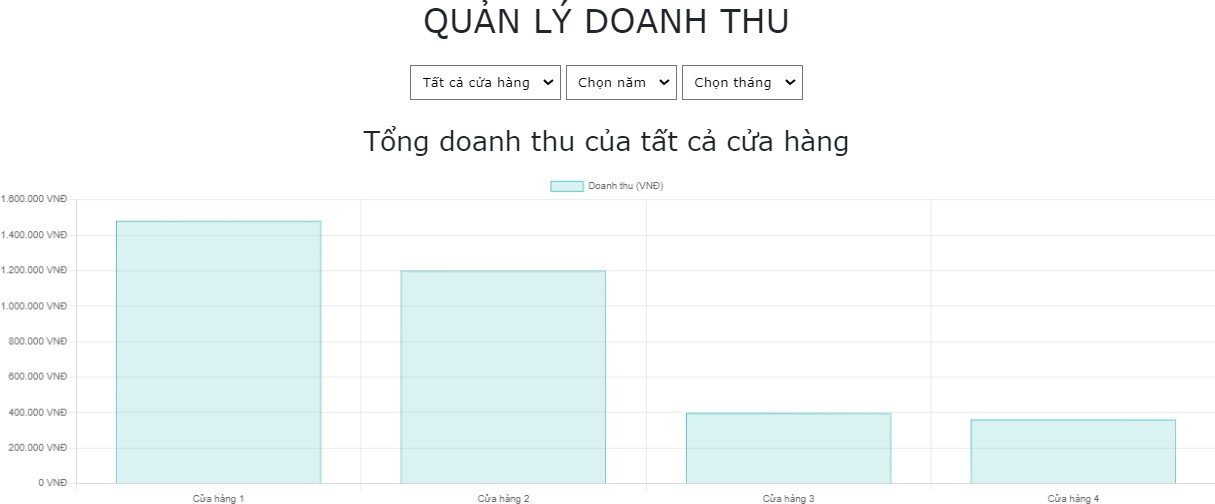 QUẢN LÝ DOANH THU
Tất cả cửa hàng Chọn năm Chọn tháng
Tổng doanh thu của tất cả cửa hàng
Doanh thu (VNĐ)
1.600.000 VNĐ
1.400.000 VNĐ
1.200.000 VNĐ
1.000.000 VNĐ
800.000 VNĐ
600.000 VNĐ
400.000 VNĐ
200.000 VNĐ
0 VNĐ
Cửa hàng 1 Cửa hàng 2 Cửa hàng 3 Cửa hàng 4